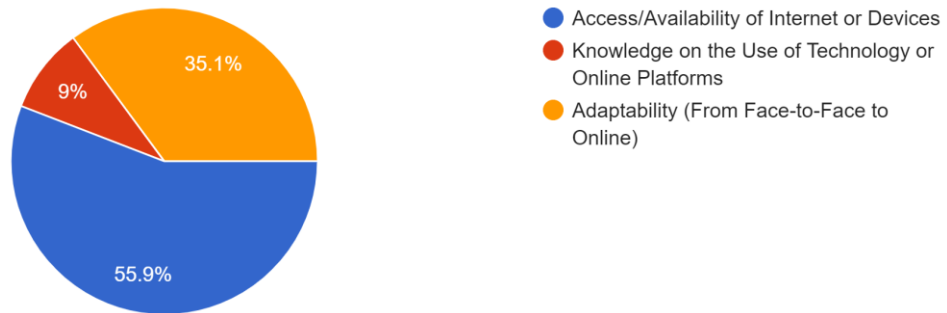 35.1%
9%
55.9%
Access/Availability of Internet or Devices
Knowledge on the Use of Technology or
Online Platforms
Adaptability (From Face-to-Face to
Online)